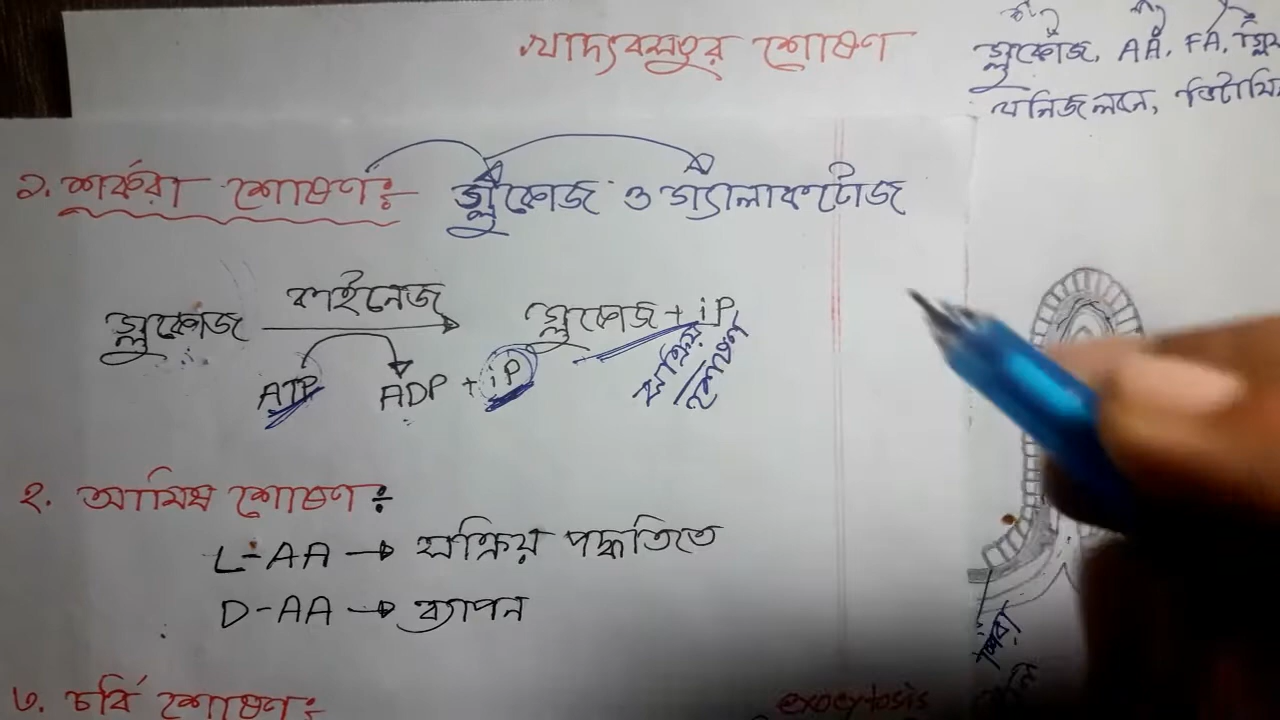 খাদ্যবস্তুর শোষণ
গ্লুকোজ, AA, FA,
খনিজ লবন,
১. শর্করা শোষণঃ গ্লুকোজ ও গ্যালাকটোজ
গ্লুকোজ কাইনেজ গ্লুকোজ + iP
ATP ADP + iP
সক্রিয়
শোষণ
২. আমিষ শোষণঃ
L-AA → সক্রিয় পদ্ধতিতে
D-AA → ব্যাপন
৩. চর্বি শোষণঃ
exocytosis
শিরা